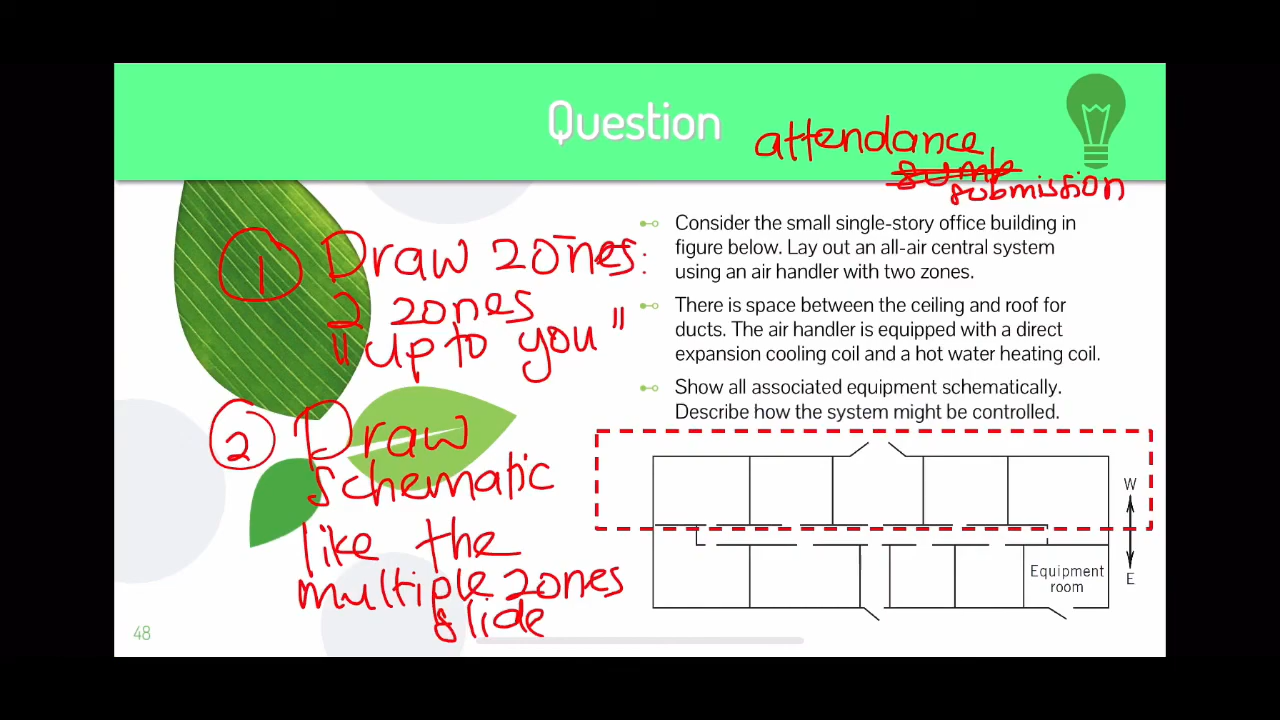 Question
attendance
submission
Consider the small single-story office building in
figure below. Lay out an all-air central system
using an air handler with two zones.
There is space between the ceiling and roof for
ducts. The air handler is equipped with a direct
expansion cooling coil and a hot water heating coil.
Show all associated equipment schematically.
Describe how the system might be controlled.
1 Draw zones:
2 zones
"up to you"
2 Draw
schematic
like the
multiple zones
slide
W
E
Equipment
room
48